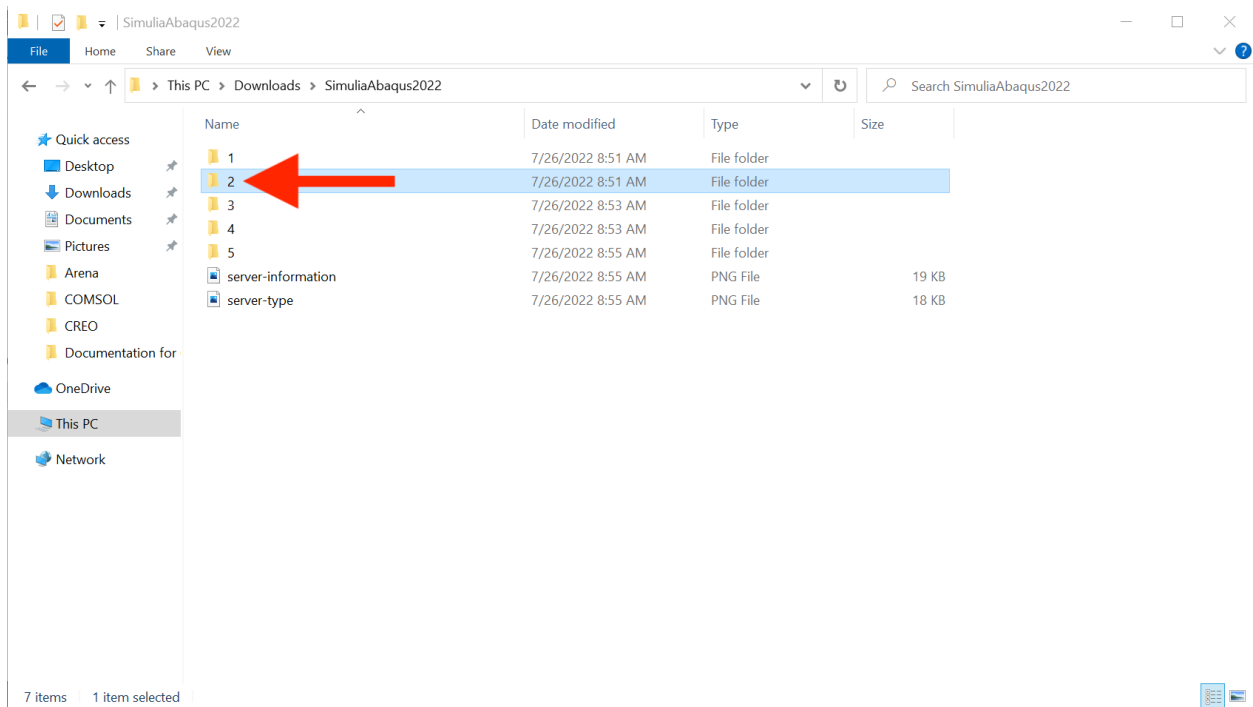 SimuliaAbaqus2022
File Home Share View
This PC Downloads SimuliaAbaqus2022 Search SimuliaAbaqus2022
Name Date modified Type Size
Quick access
Desktop
Downloads
Documents
Pictures
Arena
COMSOL
CREO
Documentation for
OneDrive
This PC
Network
1 7/26/2022 8:51 AM File folder
2 7/26/2022 8:51 AM File folder
3 7/26/2022 8:53 AM File folder
4 7/26/2022 8:53 AM File folder
5 7/26/2022 8:55 AM File folder
server-information 7/26/2022 8:55 AM PNG File 19 KB
server-type 7/26/2022 8:55 AM PNG File 18 KB
7 items 1 item selected